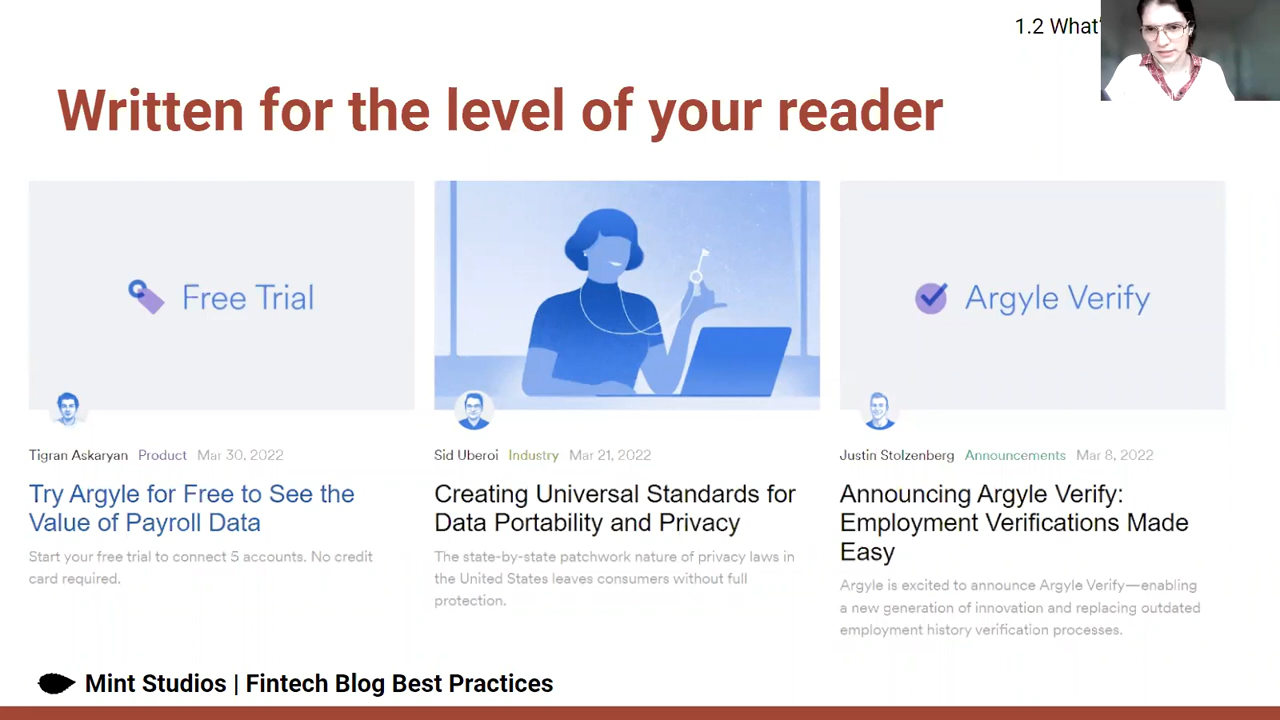 1.2 What'
Written for the level of your reader
Free Trial
Argyle Verify
Tigran Askaryan Product Mar 30, 2022
Try Argyle for Free to See the
Value of Payroll Data
Start your free trial to connect 5 accounts. No credit
card required.
Sid Uberoi Industry Mar 21, 2022
Creating Universal Standards for
Data Portability and Privacy
The state-by-state patchwork nature of privacy laws in
the United States leaves consumers without full
protection.
Justin Stolzenberg Announcements Mar 8, 2022
Announcing Argyle Verify:
Employment Verifications Made
Easy
Argyle is excited to announce Argyle Verify—enabling
a new generation of innovation and replacing outdated
employment history verification processes.
Mint Studios | Fintech Blog Best Practices